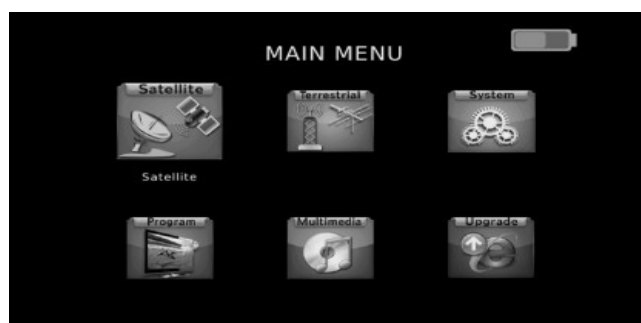 MAIN MENU
Satellite
Terrestrial
System
Satellite
Program
Multimedia
Upgrade